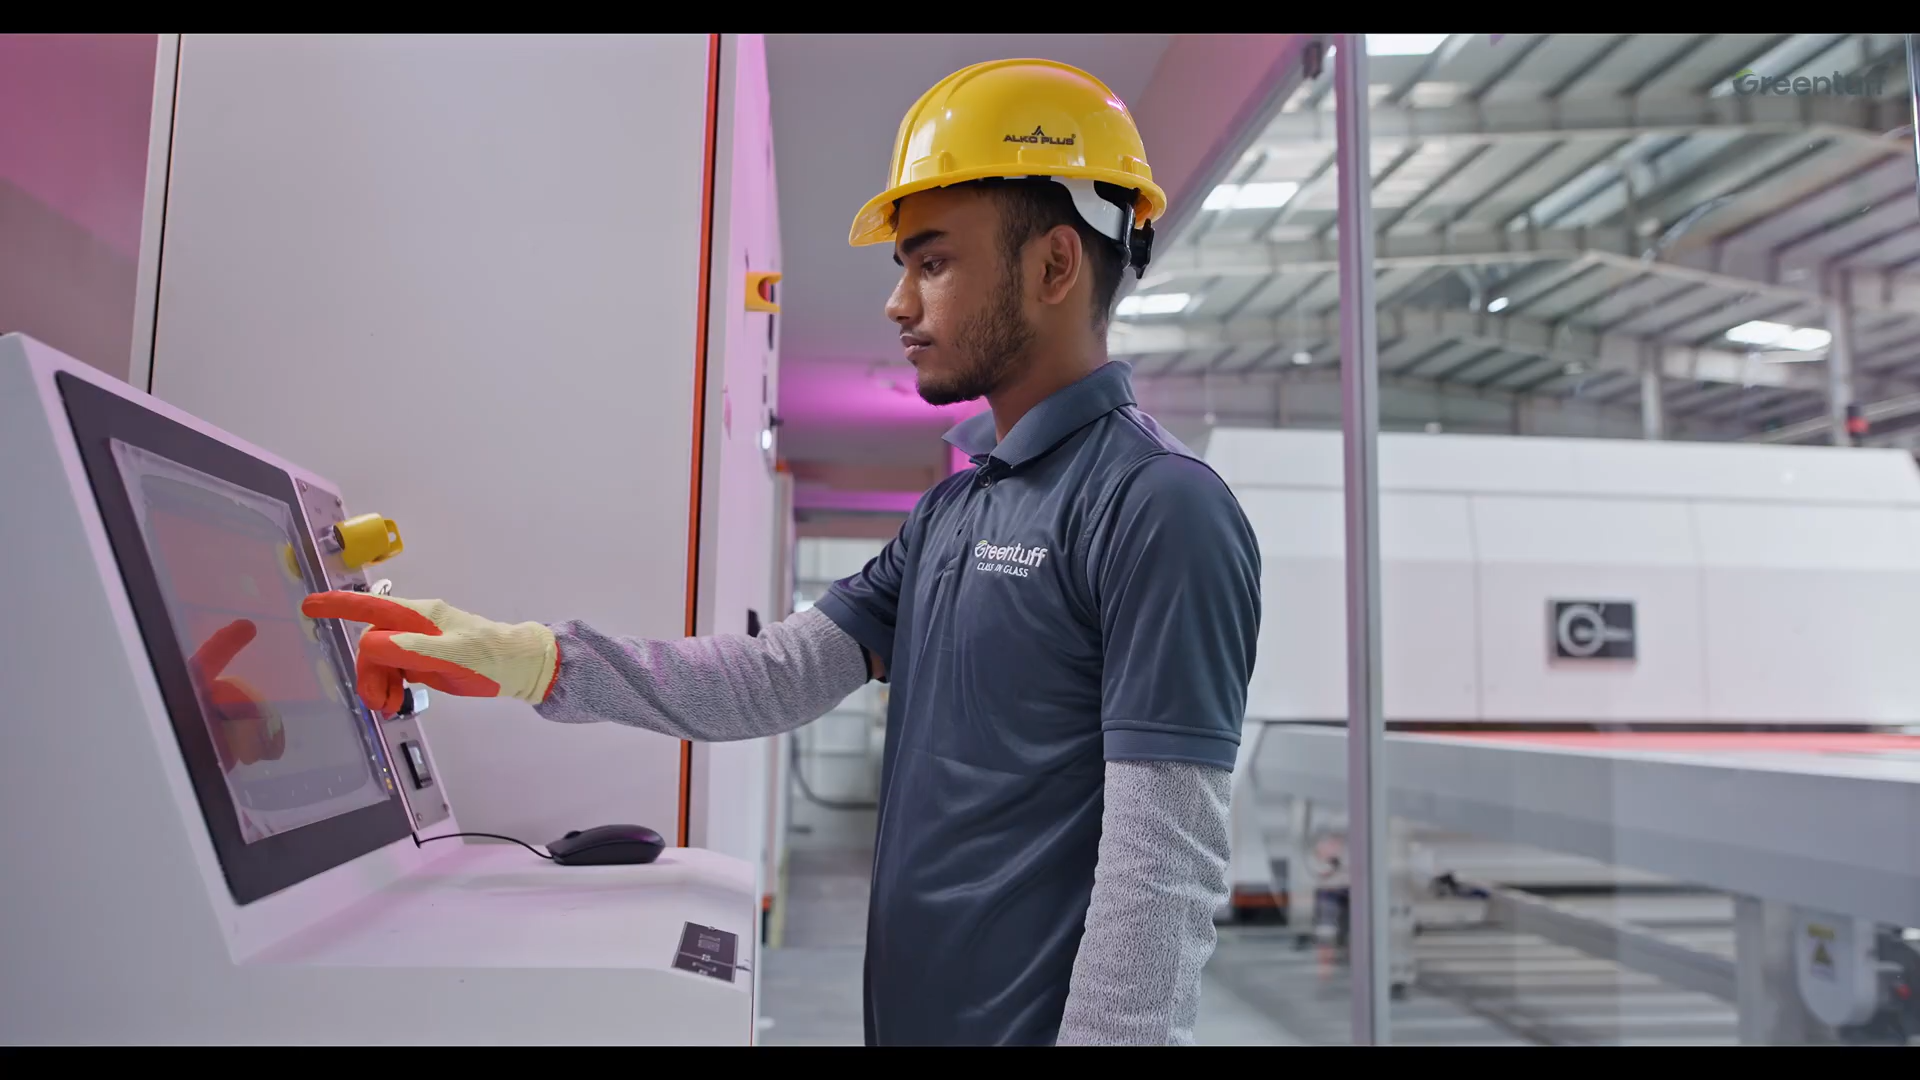 Greentuff
ALKO PLUS
Greentuff
CLASS IN GLASS